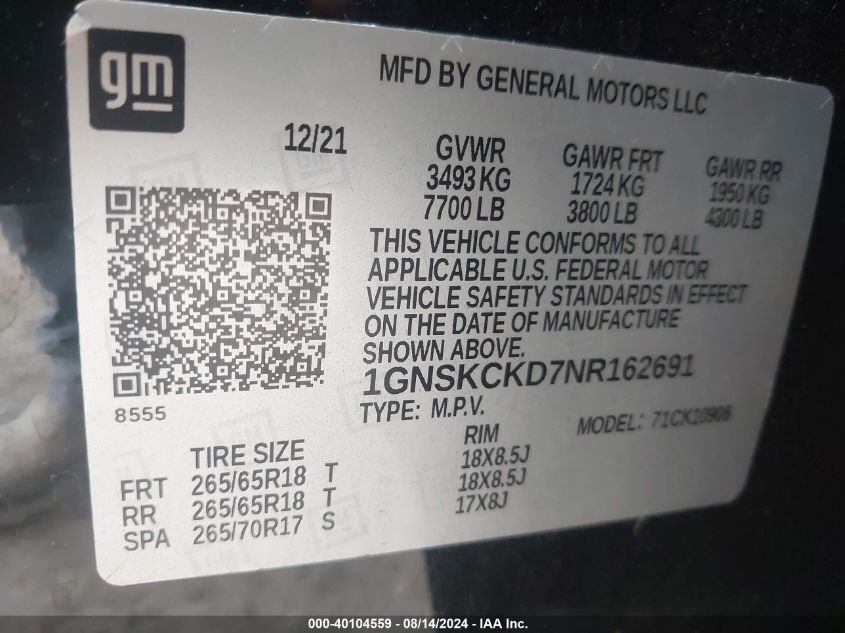 gm
MFD BY GENERAL MOTORS LLC
12/21 GVWR GAWR FRT GAWR RR
3493 KG 1724 KG 1950 KG
7700 LB 3800 LB 4300 LB
THIS VEHICLE CONFORMS TO ALL
APPLICABLE U.S. FEDERAL MOTOR
VEHICLE SAFETY STANDARDS IN EFFECT
ON THE DATE OF MANUFACTURE
SHOWN ABOVE.
1GNSKCKD7NR162691
8555 TYPE: M.P.V. MODEL: 71CK10906
TIRE SIZE RIM
FRT 265/65R18 T 18X8.5J
RR 265/65R18 T 18X8.5J
SPA 265/70R17 S 17X8J
000-40104559 — 08/14/2024 — IAA Inc.